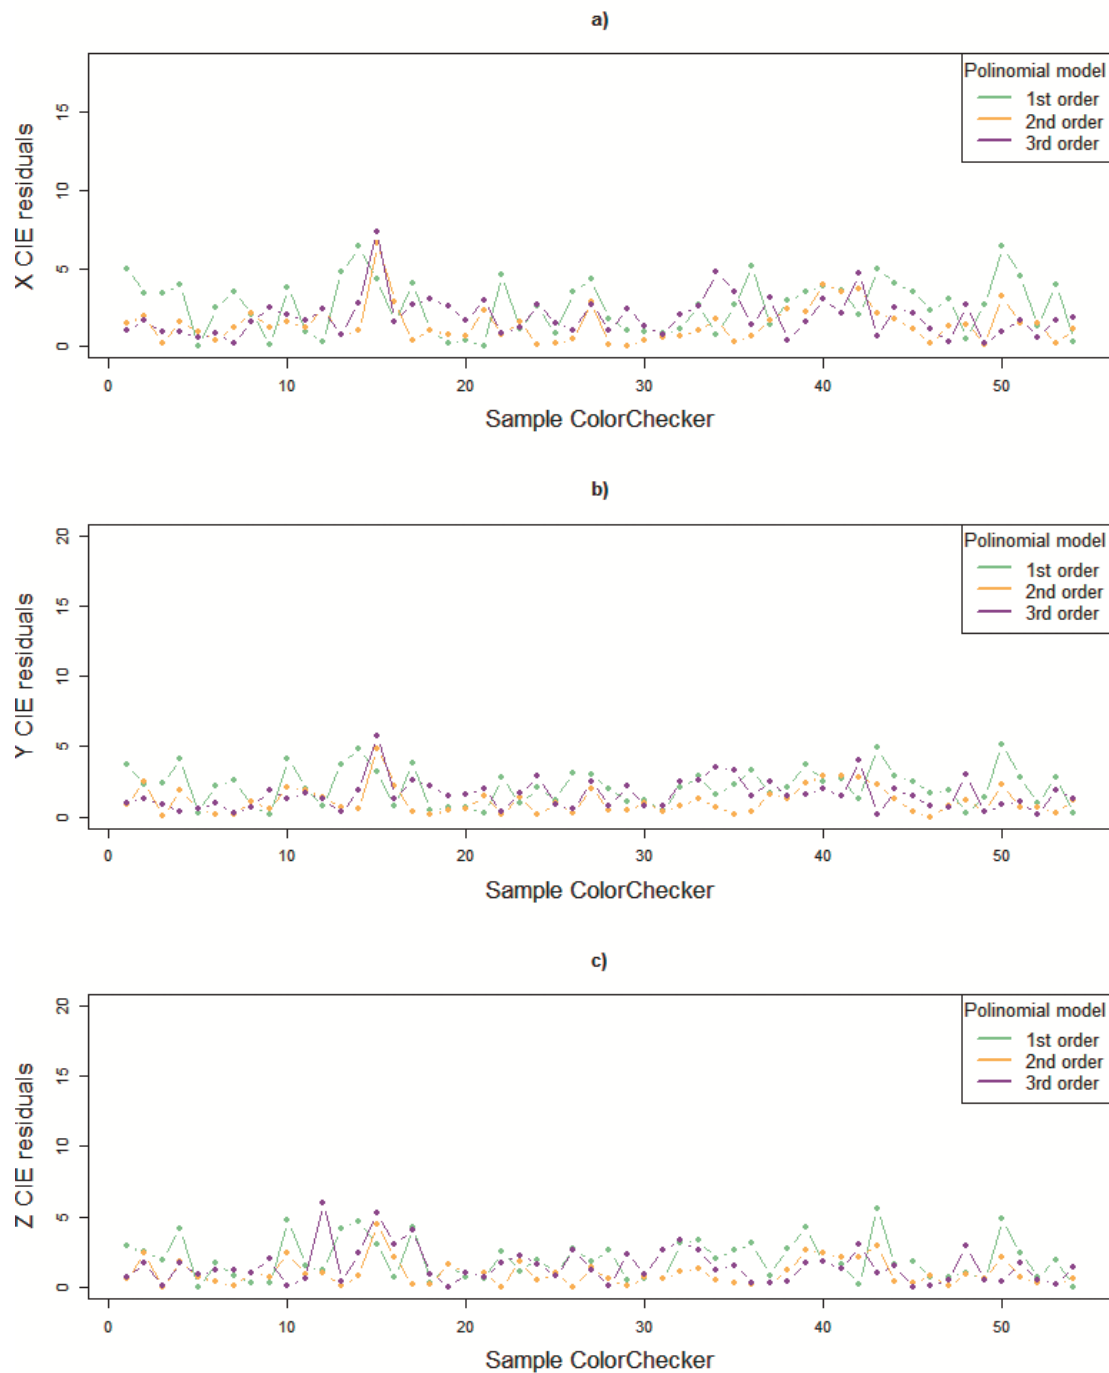 a)
X CIE residuals
15
10
5
0
Polinomial model
1st order
2nd order
3rd order
0 10 20 30 40 50
Sample ColorChecker
b)
Y CIE residuals
20
15
10
5
0
Polinomial model
1st order
2nd order
3rd order
0 10 20 30 40 50
Sample ColorChecker
c)
Z CIE residuals
20
15
10
5
0
Polinomial model
1st order
2nd order
3rd order
0 10 20 30 40 50
Sample ColorChecker